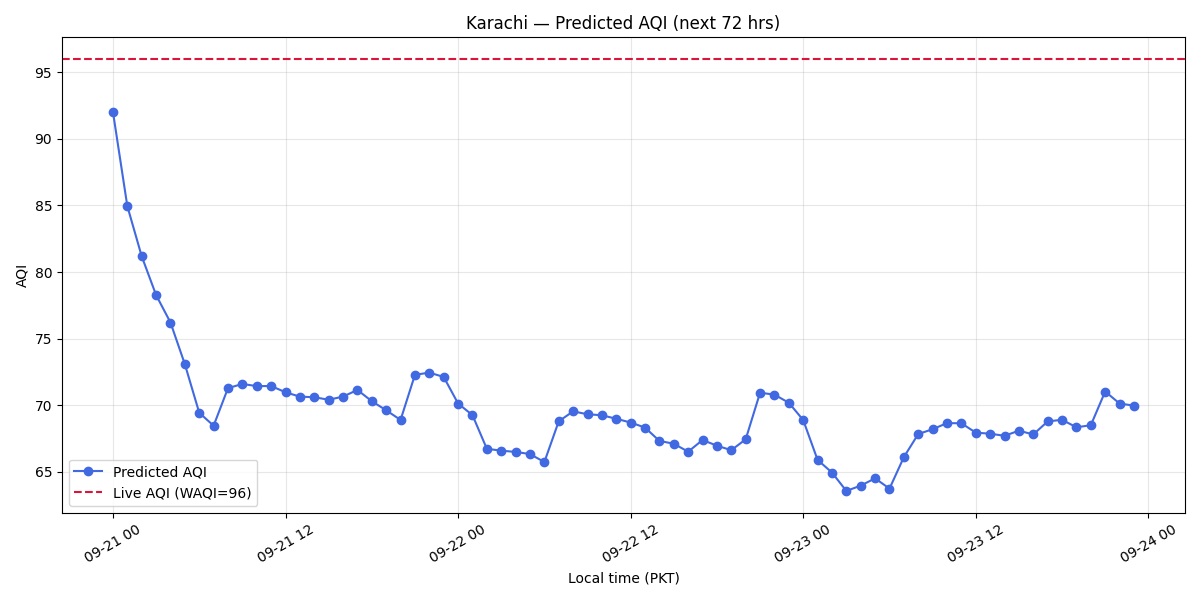 Karachi — Predicted AQI (next 72 hrs)
AQI
95
90
85
80
75
70
65
Predicted AQI
Live AQI (WAQI=96)
09-21 00
09-21 12
09-22 00
09-22 12
09-23 00
09-23 12
09-24 00
Local time (PKT)